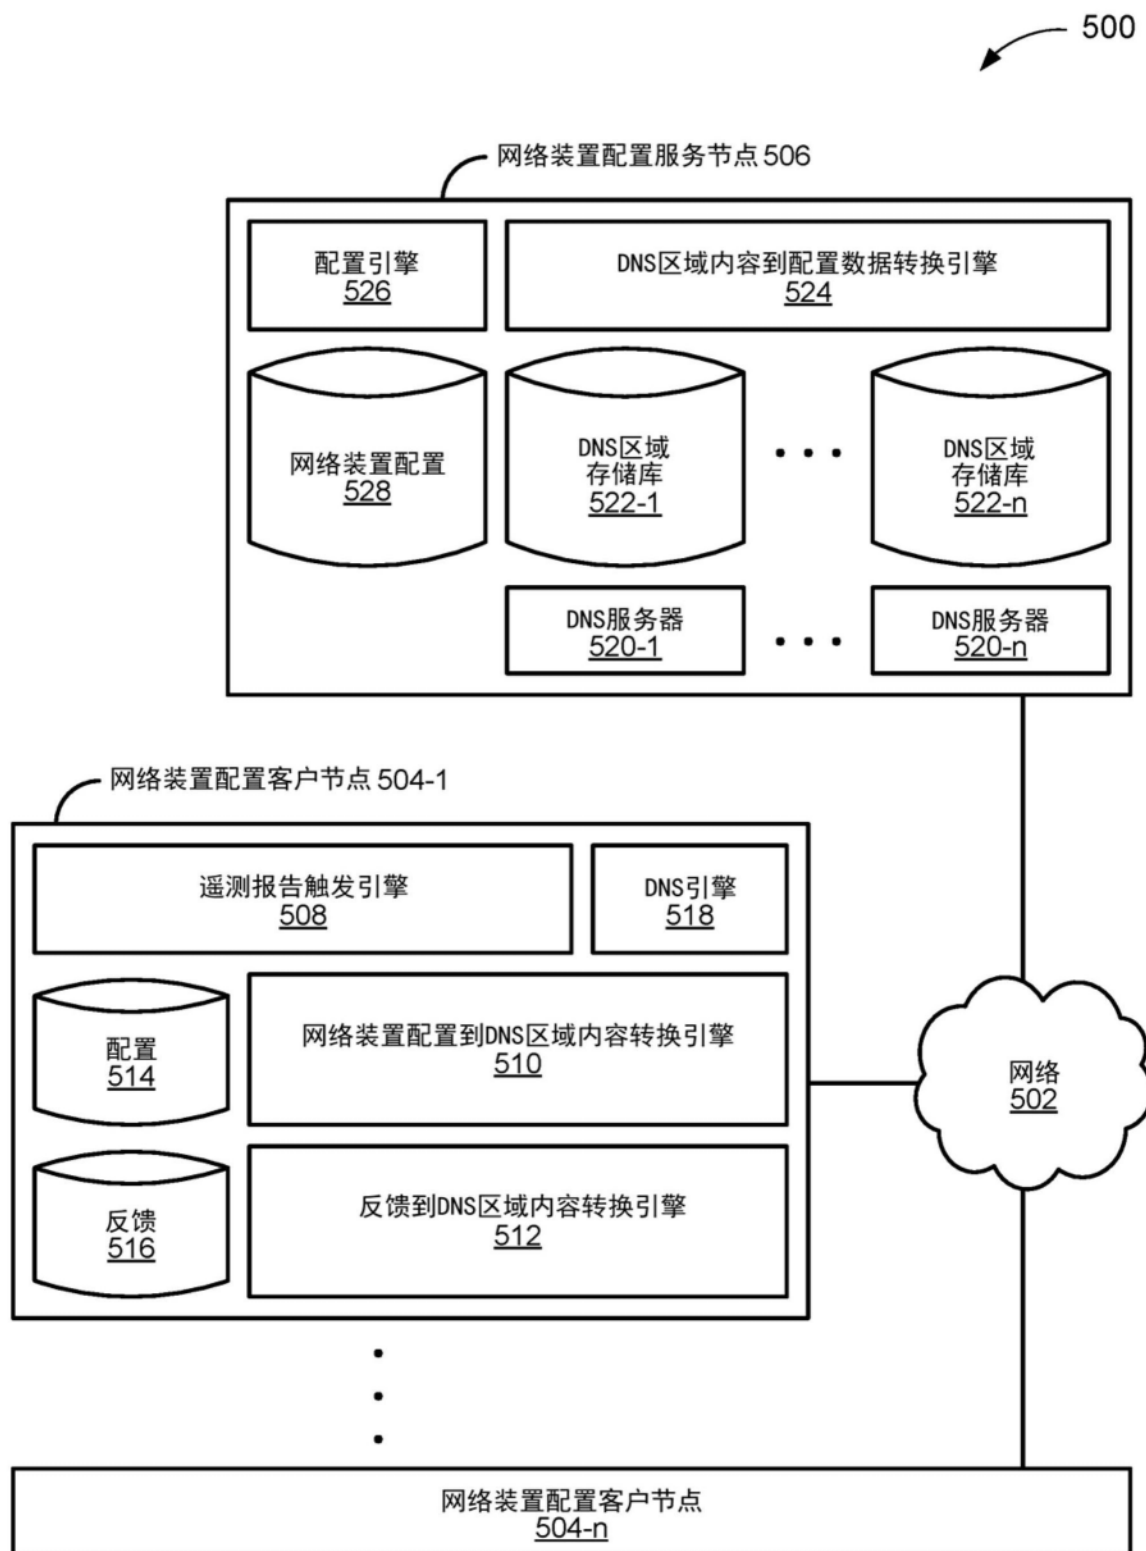 500
网络装置配置服务节点506
配置引擎
526
DNS区域内容到配置数据转换引擎
524
网络装置配置
528
DNS区域
存储库
522-1
DNS区域
存储库
522-n
DNS服务器
520-1
DNS服务器
520-n
网络装置配置客户节点504-1
遥测报告触发引擎
508
DNS引擎
518
配置
514
网络装置配置到DNS区域内容转换引擎
510
网络
502
反馈
516
反馈到DNS区域内容转换引擎
512
网络装置配置客户节点
504-n